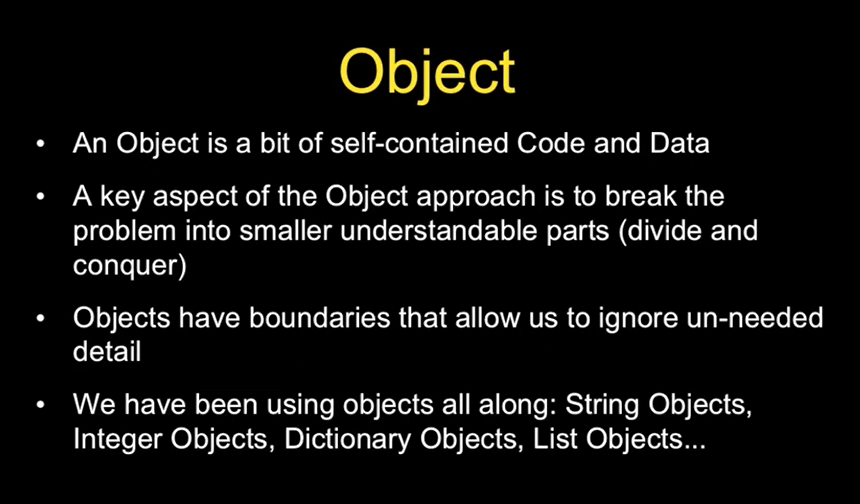 Object
• An Object is a bit of self-contained Code and Data
• A key aspect of the Object approach is to break the
problem into smaller understandable parts (divide and
conquer)
• Objects have boundaries that allow us to ignore un-needed
detail
• We have been using objects all along: String Objects,
Integer Objects, Dictionary Objects, List Objects...